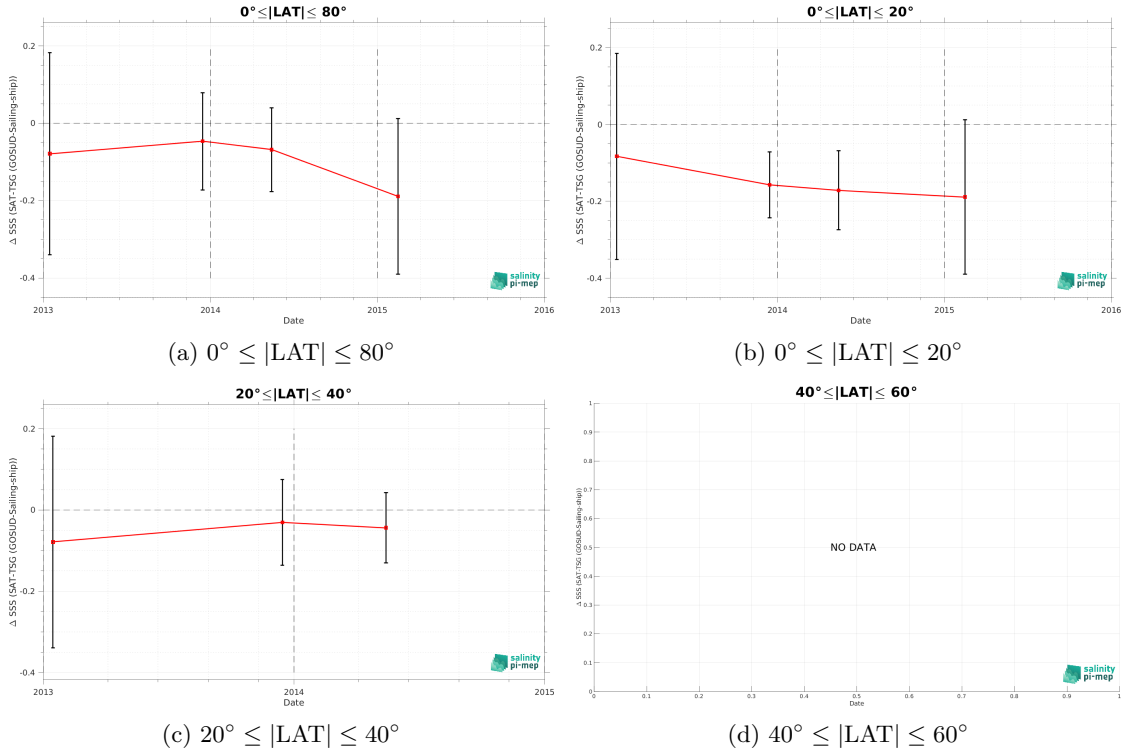 0°≤|LAT|≤ 80°
Δ SSS (SAT-TSG (GOSUD-Sailing-ship))
0.2
0
-0.2
-0.4
2013
2014
2015
2016
Date
salinity
pi-mep
(a) 0° ≤ |LAT| ≤ 80°
0°≤|LAT|≤ 20°
Δ SSS (SAT-TSG (GOSUD-Sailing-ship))
0.2
0
-0.2
-0.4
2013
2014
2015
2016
Date
salinity
pi-mep
(b) 0° ≤ |LAT| ≤ 20°
20°≤|LAT|≤ 40°
Δ SSS (SAT-TSG (GOSUD-Sailing-ship))
0.2
0
-0.2
-0.4
2013
2014
2015
Date
salinity
pi-mep
(c) 20° ≤ |LAT| ≤ 40°
40°≤|LAT|≤ 60°
Δ SSS (SAT-TSG (GOSUD-Sailing-ship))
1
0.9
0.8
0.7
0.6
0.5
0.4
0.3
0.2
0.1
0
NO DATA
0
0.1
0.2
0.3
0.4
0.5
0.6
0.7
0.8
0.9
1
Date
salinity
pi-mep
(d) 40° ≤ |LAT| ≤ 60°